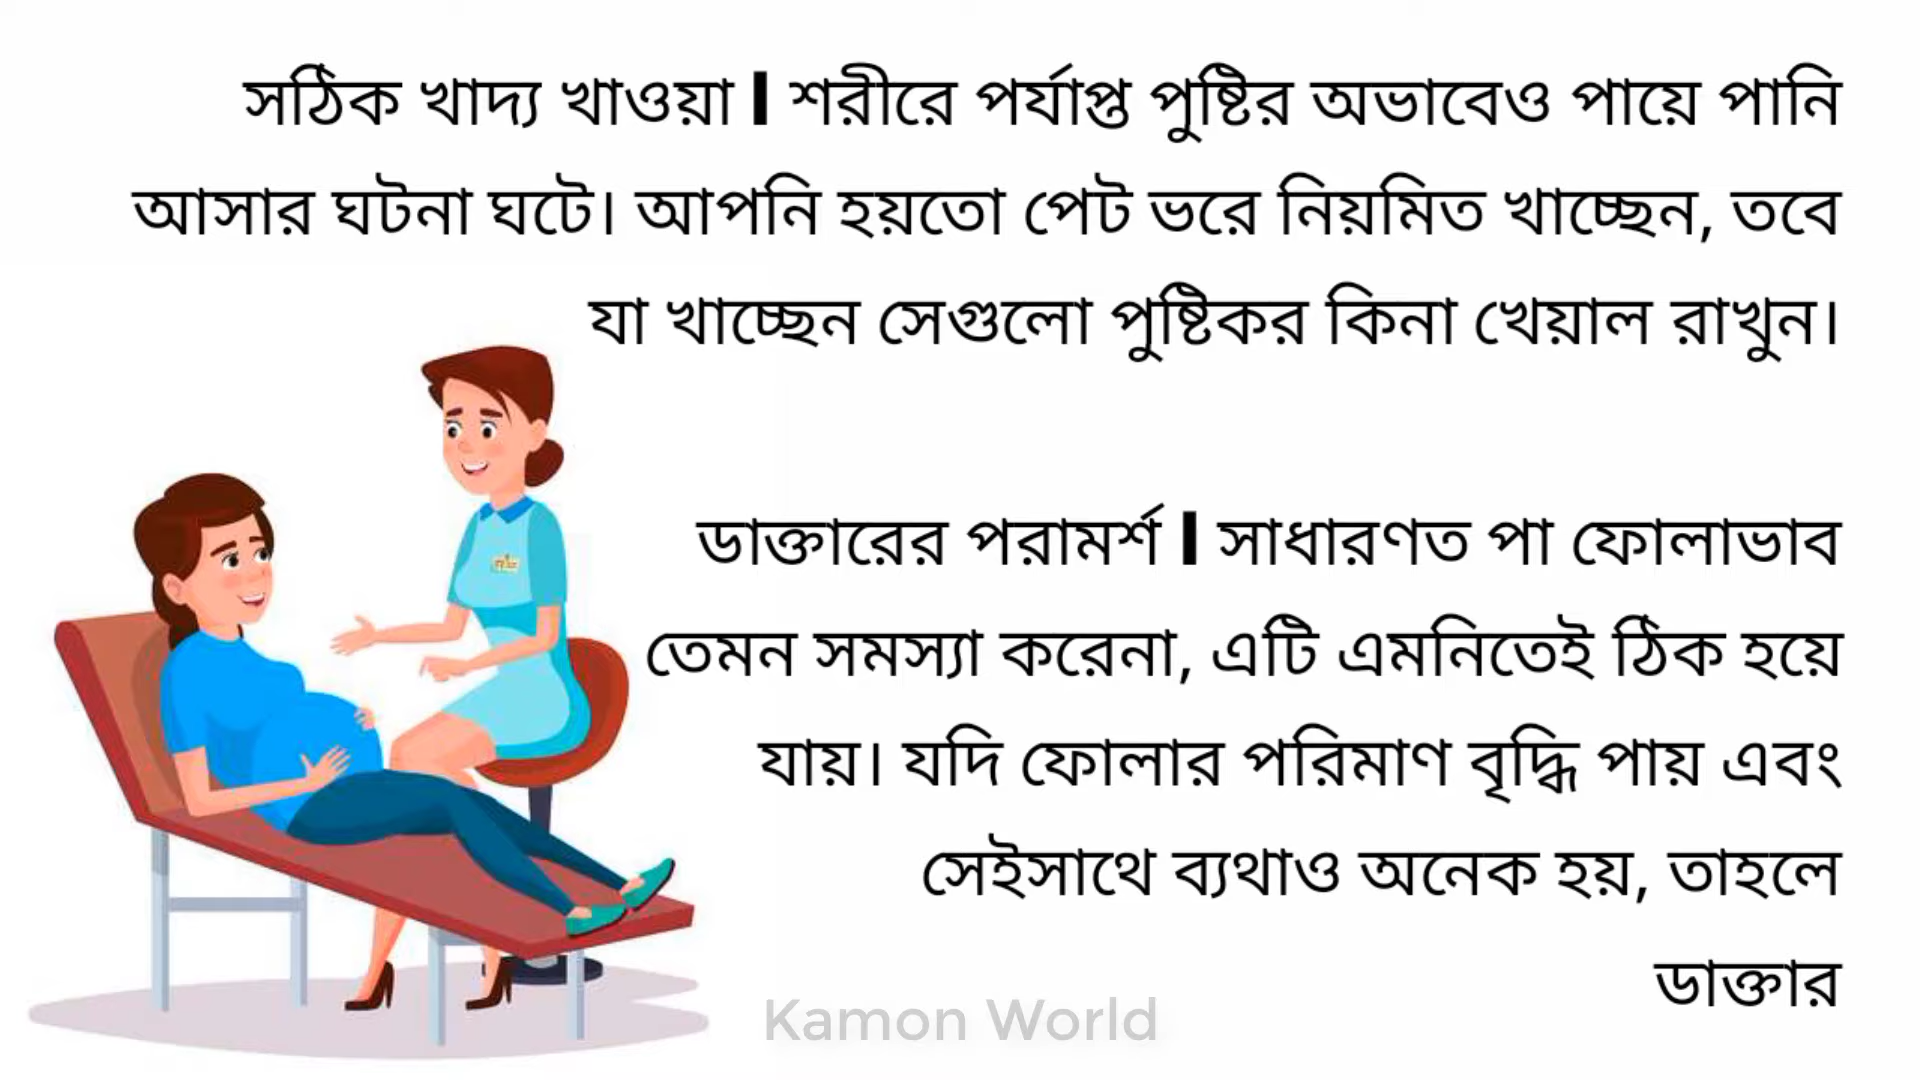 সঠিক খাদ্য খাওয়া | শরীরে পর্যাপ্ত পুষ্টির অভাবেও পায়ে পানি
আসার ঘটনা ঘটে। আপনি হয়তো পেট ভরে নিয়মিত খাচ্ছেন, তবে
যা খাচ্ছেন সেগুলো পুষ্টিকর কিনা খেয়াল রাখুন।
ডাক্তারের পরামর্শ | সাধারণত পা ফোলাভাব
তেমন সমস্যা করেনা, এটি এমনিতেই ঠিক হয়ে
যায়। যদি ফোলার পরিমাণ বৃদ্ধি পায় এবং
সেইসাথে ব্যথাও অনেক হয়, তাহলে
ডাক্তার
Kamon World